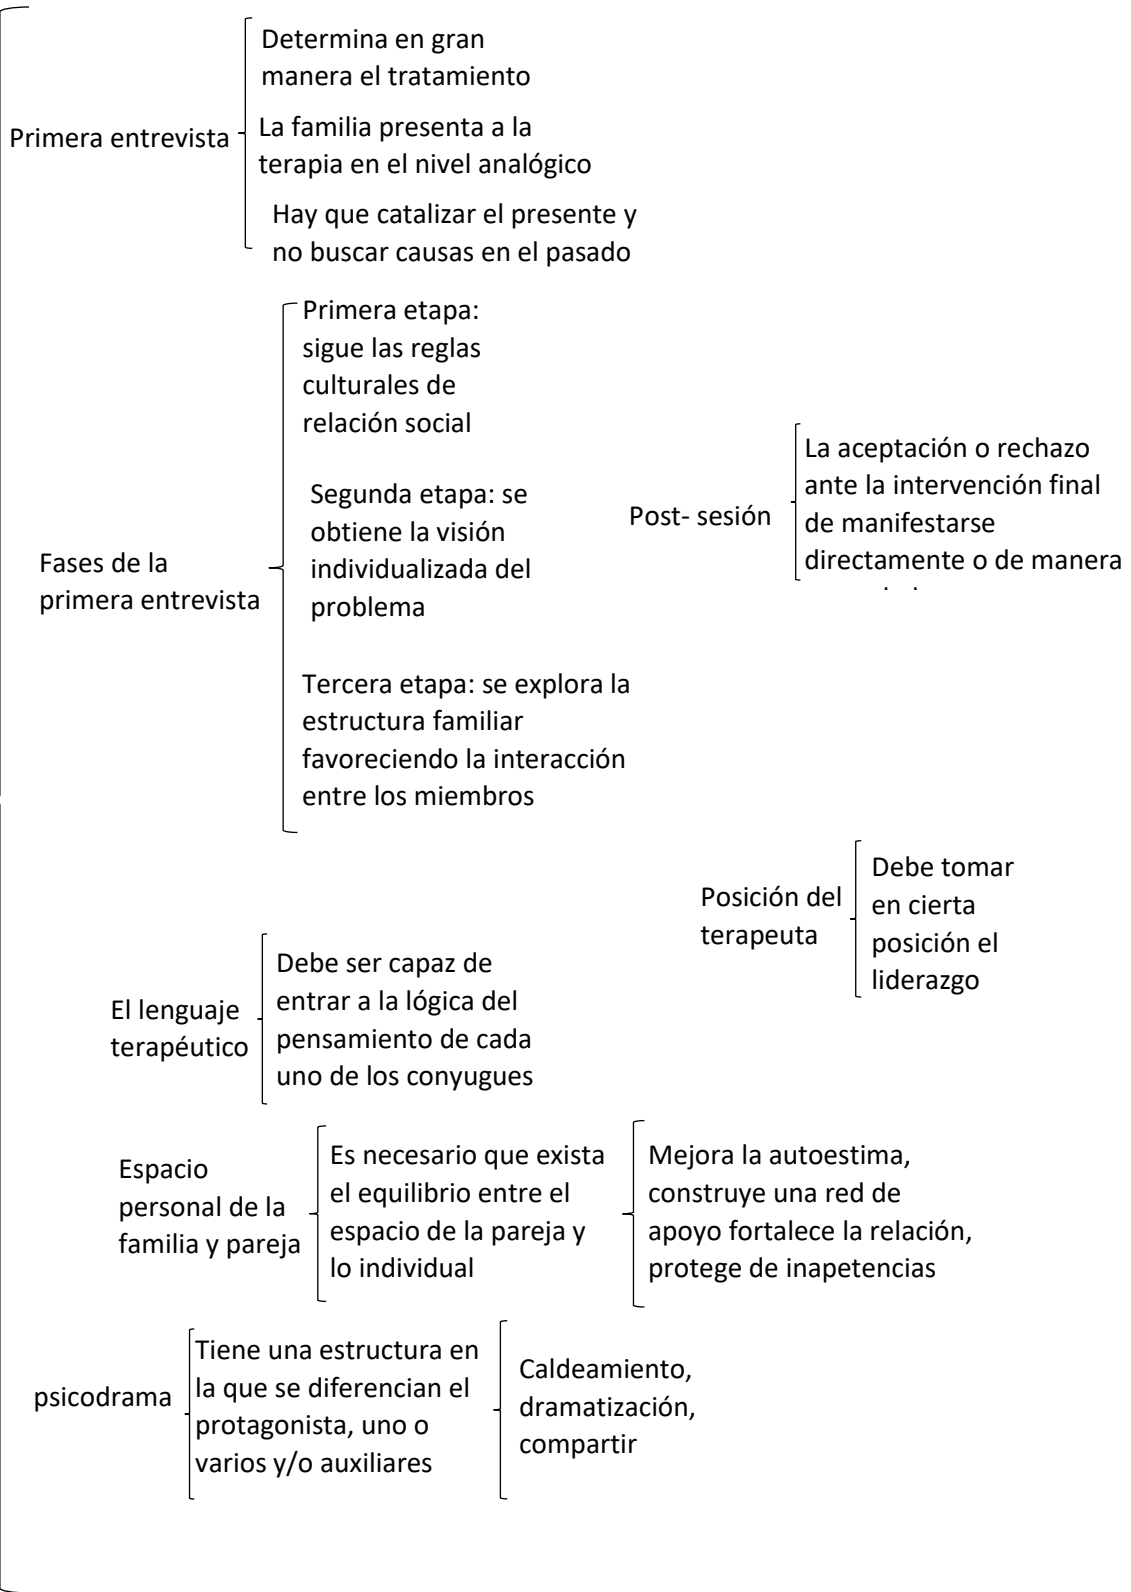 Determina en gran
manera el tratamiento
Primera entrevista
La familia presenta a la
terapia en el nivel analógico
Hay que catalizar el presente y
no buscar causas en el pasado
Primera etapa:
sigue las reglas
culturales de
relación social
Segunda etapa: se
obtiene la visión
individualizada del
problema
Fases de la
primera entrevista
Tercera etapa: se explora la
estructura familiar
favoreciendo la interacción
entre los miembros
Post- sesión
La aceptación o rechazo
ante la intervención final
de manifestarse
directamente o de manera
Posición del
terapeuta
Debe tomar
en cierta
posición el
liderazgo
El lenguaje
terapéutico
Debe ser capaz de
entrar a la lógica del
pensamiento de cada
uno de los conyugues
Espacio
personal de la
familia y pareja
Es necesario que exista
el equilibrio entre el
espacio de la pareja y
lo individual
Mejora la autoestima,
construye una red de
apoyo fortalece la relación,
protege de inapetencias
psicodrama
Tiene una estructura en
la que se diferencian el
protagonista, uno o
varios y/o auxiliares
Caldeamiento,
dramatización,
compartir